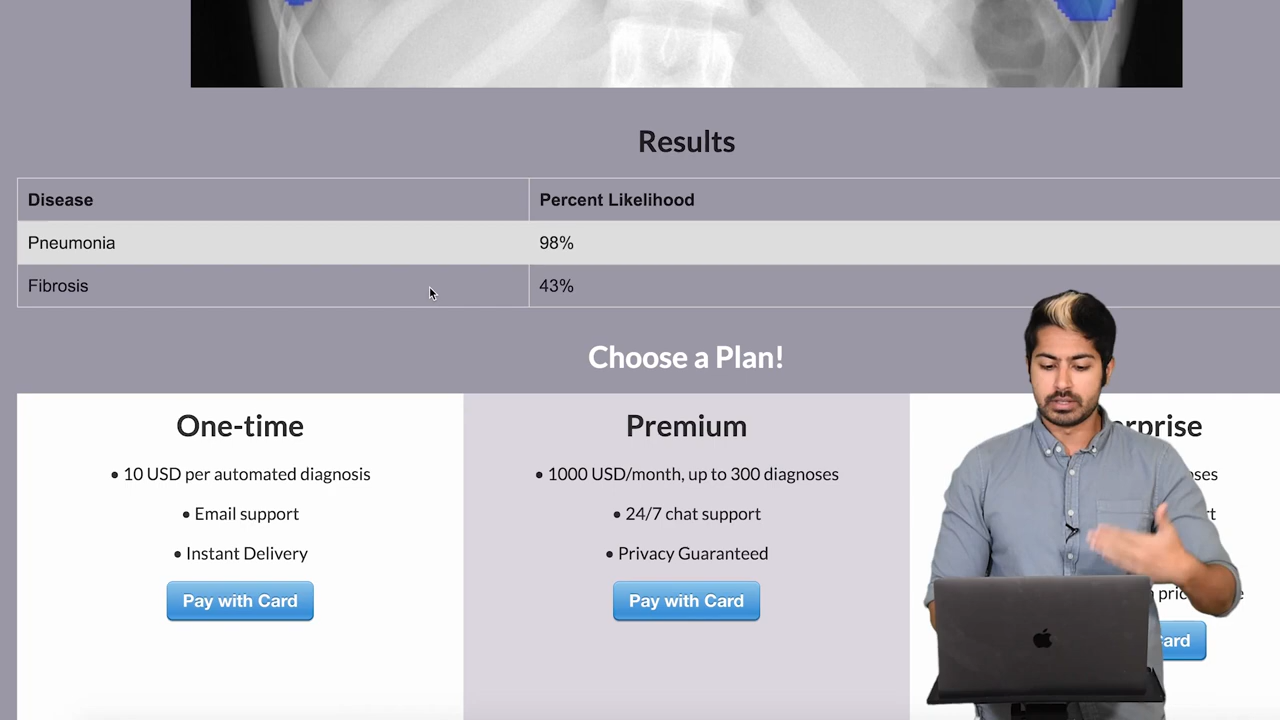 Results
Disease Percent Likelihood
Pneumonia 98%
Fibrosis 43%
Choose a Plan!
One-time
• 10 USD per automated diagnosis
• Email support
• Instant Delivery
Pay with Card
Premium
• 1000 USD/month, up to 300 diagnoses
• 24/7 chat support
• Privacy Guaranteed
Pay with Card